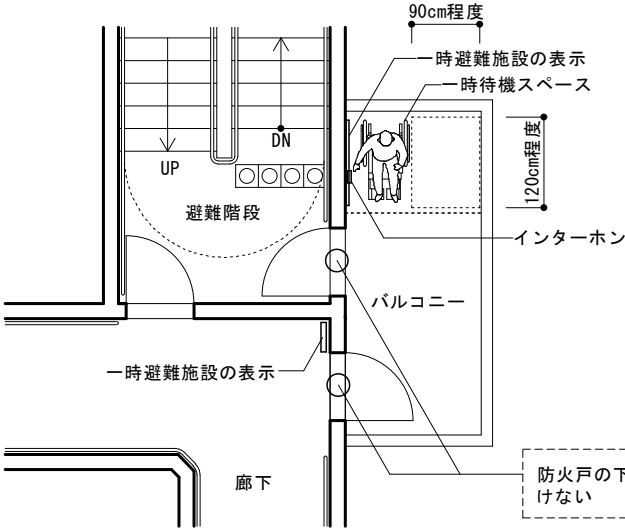 90cm程度
一時避難施設の表示
一時待機スペース
DN
UP
120cm程度
避難階段
インターホン
バルコニー
一時避難施設の表示
廊下
防火戸の下
けない